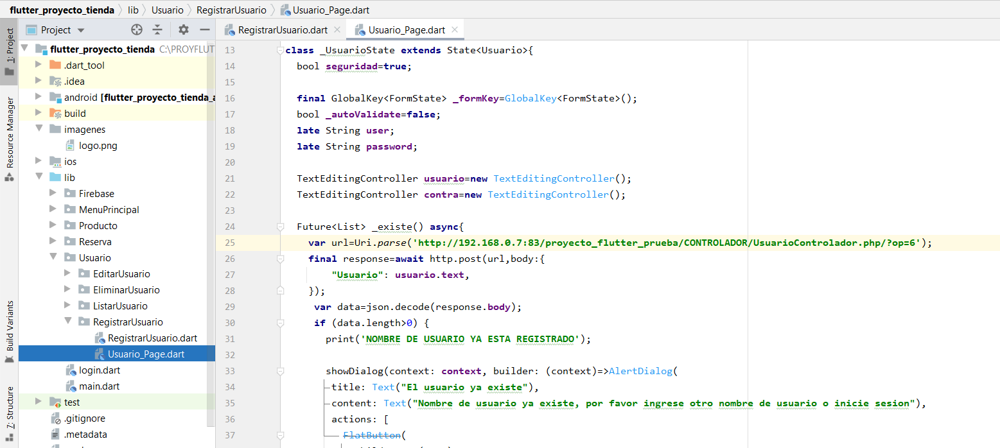 flutter_proyecto_tienda lib Usuario RegistrarUsuario Usuario_Page.dart
Project
RegistrarUsuario.dart
Usuario_Page.dart
1: Project
Resource Manager
Build Variants
7: Structure
flutter_proyecto_tienda C:\PROYFLUT
.dart_tool
.idea
android [flutter_proyecto_tienda_a
build
imagenes
logo.png
ios
lib
Firebase
MenuPrincipal
Producto
Reserva
Usuario
EditarUsuario
EliminarUsuario
ListarUsuario
RegistrarUsuario
RegistrarUsuario.dart
Usuario_Page.dart
login.dart
main.dart
test
.gitignore
.metadata
13 class _UsuarioState extends State<Usuario>{
14 bool seguridad=true;
15
16 final GlobalKey<FormState> _formKey=GlobalKey<FormState>();
17 bool _autoValidate=false;
18 late String user;
19 late String password;
20
21 TextEditingController usuario=new TextEditingController();
22 TextEditingController contra=new TextEditingController();
23
24 Future<List> _existe() async{
25 var url=Uri.parse('http://192.168.0.7:83/proyecto_flutter_prueba/CONTROLADOR/UsuarioControlador.php/?op=6');
26 final response=await http.post(url,body:{
27 "Usuario": usuario.text,
28 });
29 var data=json.decode(response.body);
30 if (data.length>0) {
31 print('NOMBRE DE USUARIO YA ESTA REGISTRADO');
32
33 showDialog(context: context, builder: (context)=>AlertDialog(
34 title: Text("El usuario ya existe"),
35 content: Text("Nombre de usuario ya existe, por favor ingrese otro nombre de usuario o inicie sesion"),
36 actions: [
37 FlatButton(